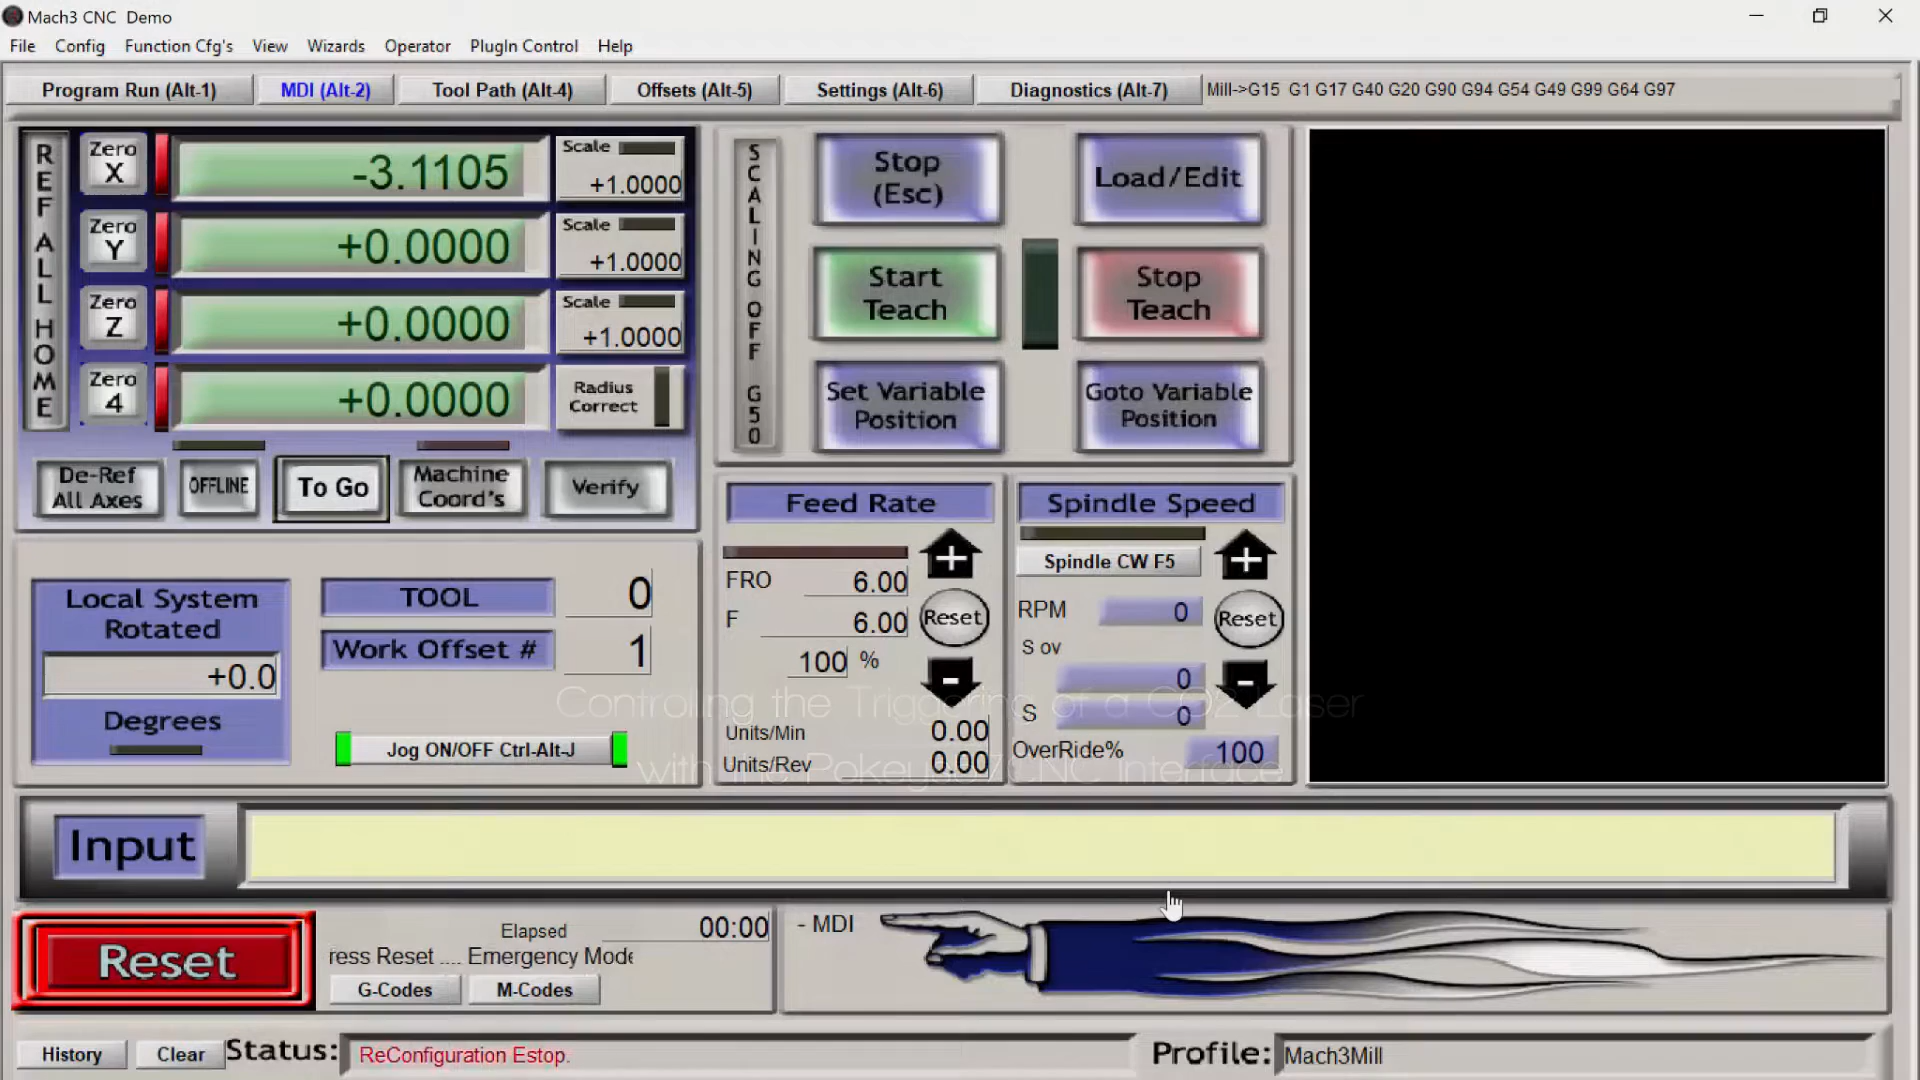 Mach3 CNC Demo
File Config Function Cfg's View Wizards Operator PlugIn Control Help
Program Run (Alt-1) MDI (Alt-2) Tool Path (Alt-4) Offsets (Alt-5) Settings (Alt-6) Diagnostics (Alt-7) Mill->G15 G1 G17 G40 G20 G90 G94 G54 G49 G99 G64 G97
REF ALL HOME
Zero X -3.1105 Scale +1.0000
Zero Y +0.0000 Scale +1.0000
Zero Z +0.0000 Scale +1.0000
Zero 4 +0.0000 Radius Correct
De-Ref All Axes OFFLINE To Go Machine Coord's Verify
SCALING OFF G50
Stop (Esc) Load/Edit
Start Teach Stop Teach
Set Variable Position Goto Variable Position
Local System Rotated
+0.0
Degrees
TOOL 0
Work Offset # 1
Jog ON/OFF Ctrl-Alt-J
Feed Rate
FRO 6.00
F 6.00
Reset
100 %
Units/Min 0.00
Units/Rev 0.00
Spindle Speed
Spindle CW F5
RPM 0
Reset
S ov 0
S 0
OverRide% 100
Controlling the Triggering of a CO2 Laser
Input
Reset
Elapsed 00:00
ress Reset .... Emergency Mode
G-Codes M-Codes
- MDI
History Clear Status: ReConfiguration Estop. Profile: Mach3Mill